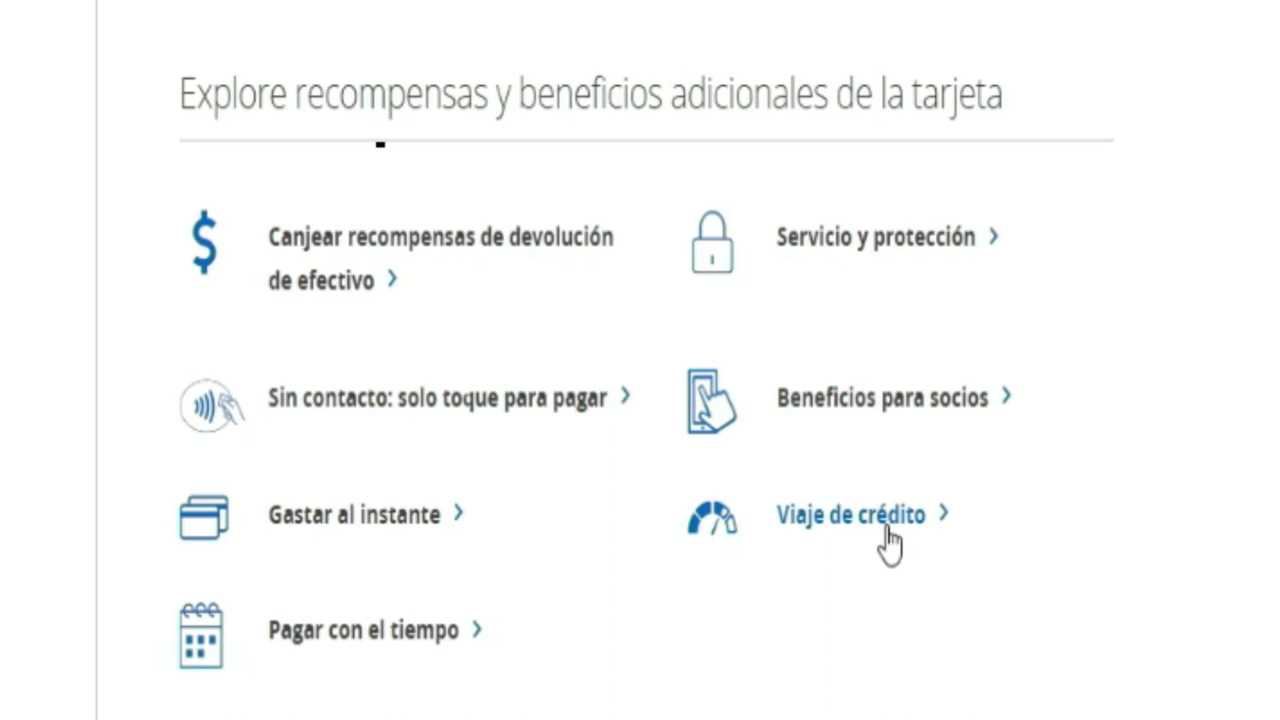 Explore recompensas y beneficios adicionales de la tarjeta
Canjear recompensas de devolución
de efectivo
Servicio y protección
Sin contacto: solo toque para pagar
Beneficios para socios
Gastar al instante
Viaje de crédito
Pagar con el tiempo